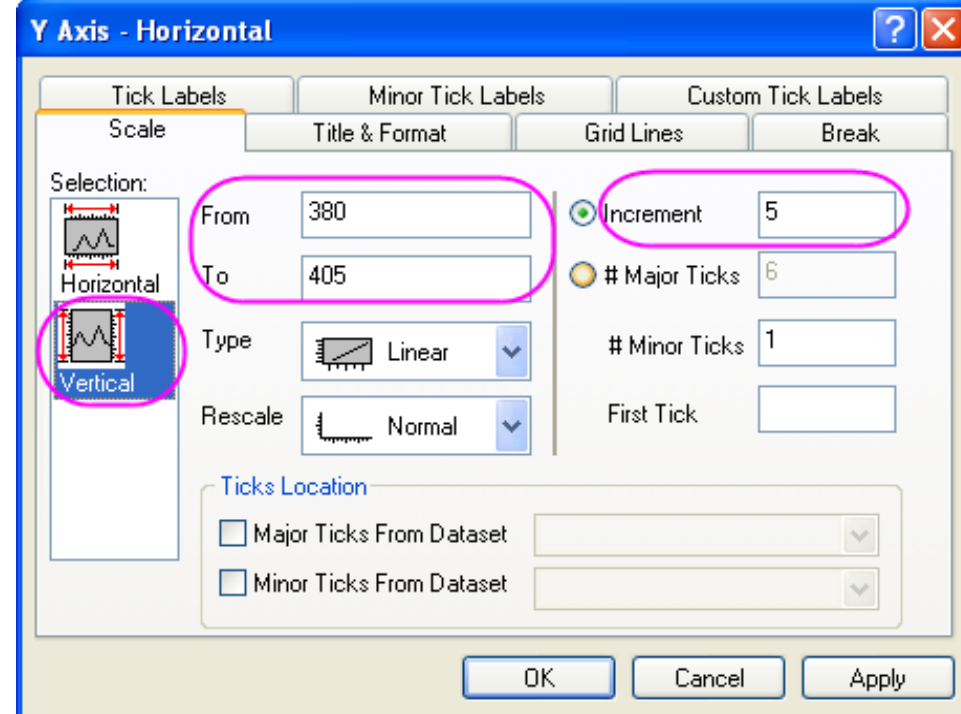 Y Axis - Horizontal
Tick Labels
Minor Tick Labels
Custom Tick Labels
Scale
Title & Format
Grid Lines
Break
Selection:
Horizontal
Vertical
From 380
To 405
Type Linear
Rescale Normal
Increment 5
# Major Ticks 6
# Minor Ticks 1
First Tick
Ticks Location
Major Ticks From Dataset
Minor Ticks From Dataset
OK
Cancel
Apply